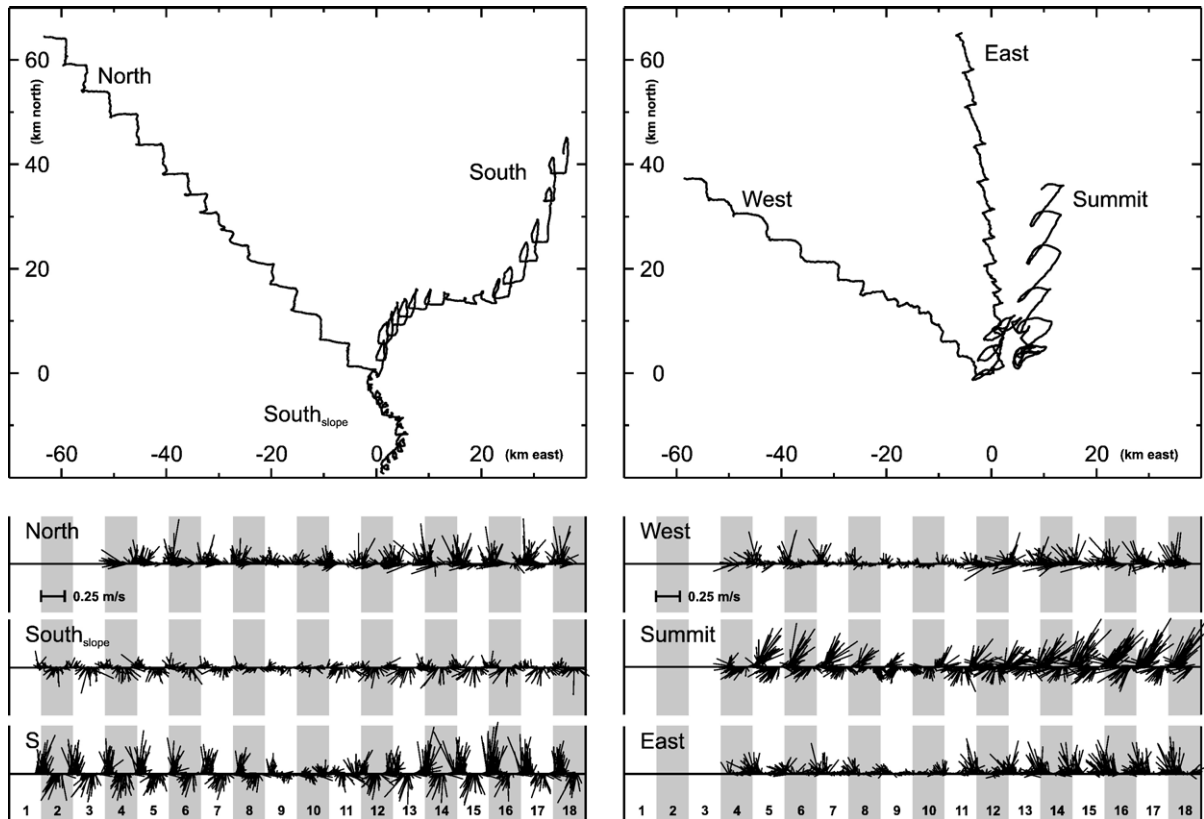 60
North
(km north)
40
South
20
0
South slope
-60 -40 -20 0 20 (km east)
60
East
(km north)
40
West
Summit
20
0
-60 -40 -20 0 20 (km east)
North
0.25 m/s
South slope
S
1 2 3 4 5 6 7 8 9 10 11 12 13 14 15 16 17 18
West
0.25 m/s
Summit
East
1 2 3 4 5 6 7 8 9 10 11 12 13 14 15 16 17 18